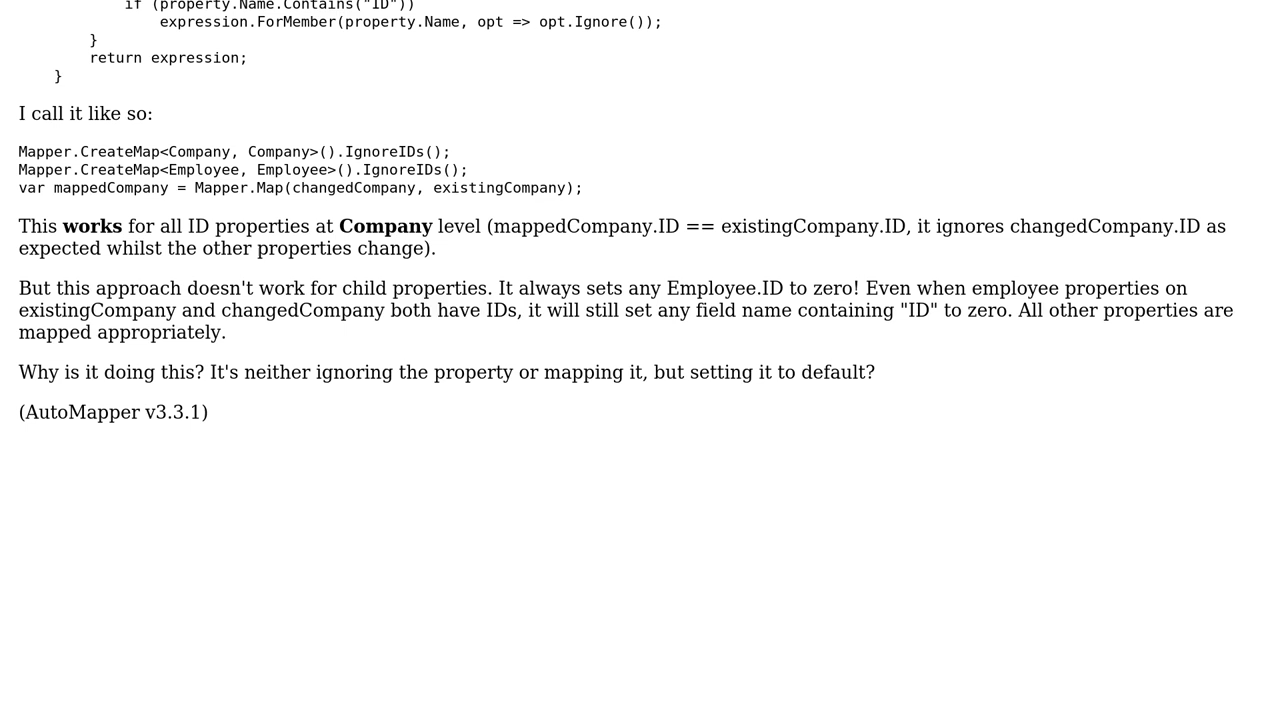 if (property.Name.Contains("ID"))
expression.ForMember(property.Name, opt => opt.Ignore());
}
return expression;
}
I call it like so:
Mapper.CreateMap<Company, Company>().IgnoreIDs();
Mapper.CreateMap<Employee, Employee>().IgnoreIDs();
var mappedCompany = Mapper.Map(changedCompany, existingCompany);
This works for all ID properties at Company level (mappedCompany.ID == existingCompany.ID, it ignores changedCompany.ID as
expected whilst the other properties change).
But this approach doesn't work for child properties. It always sets any Employee.ID to zero! Even when employee properties on
existingCompany and changedCompany both have IDs, it will still set any field name containing "ID" to zero. All other properties are
mapped appropriately.
Why is it doing this? It's neither ignoring the property or mapping it, but setting it to default?
(AutoMapper v3.3.1)